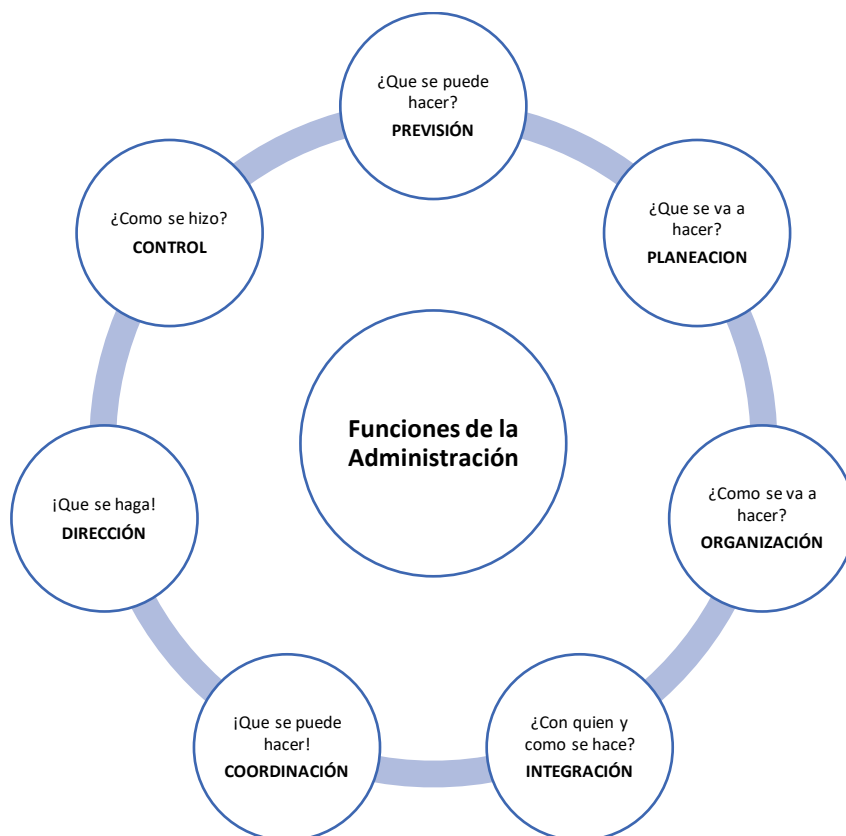 ¿Que se puede
hacer?
PREVISIÓN
¿Que se va a
hacer?
PLANEACION
¿Como se va a
hacer?
ORGANIZACIÓN
¿Con quien y
como se hace?
INTEGRACIÓN
¡Que se puede
hacer!
COORDINACIÓN
¡Que se haga!
DIRECCIÓN
¿Como se hizo?
CONTROL
Funciones de la
Administración